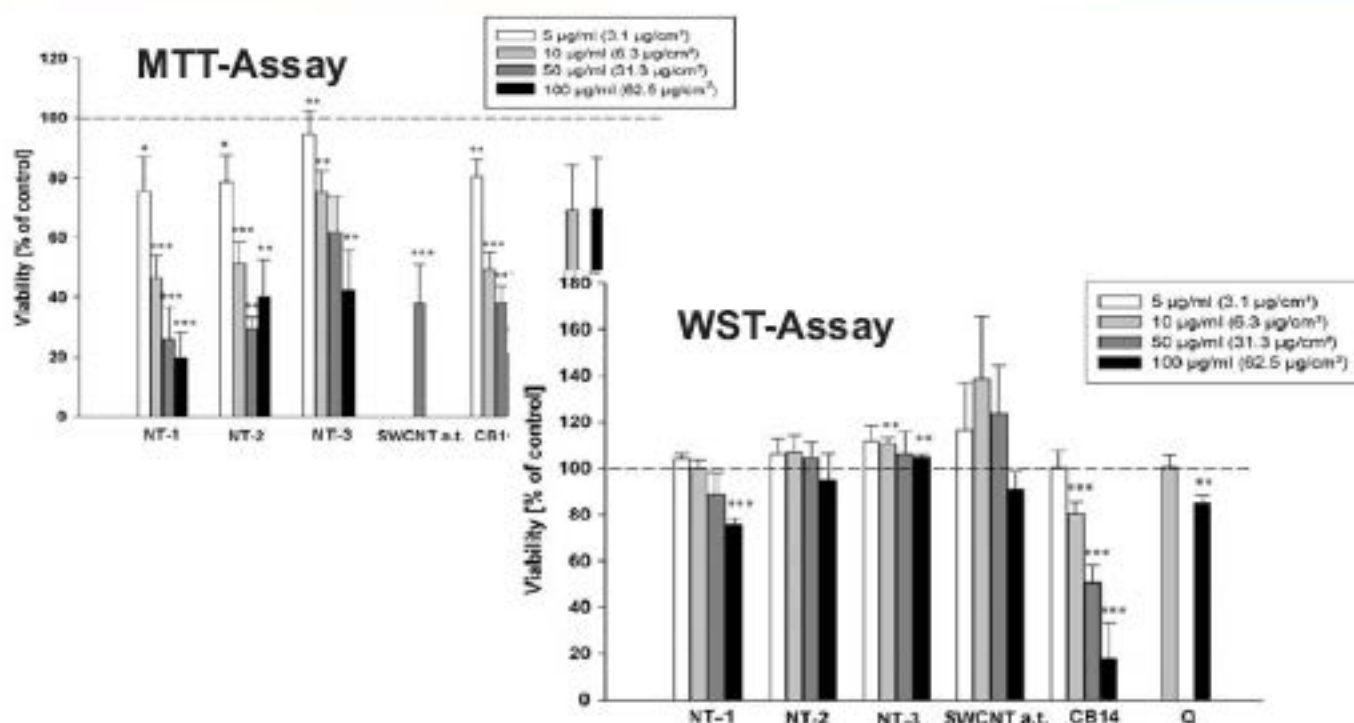 MTT-Assay
5 µg/ml (3.1 µg/cm²)
10 µg/ml (6.3 µg/cm²)
50 µg/ml (31.3 µg/cm²)
100 µg/ml (62.5 µg/cm²)
Viability [% of control]
120
100
80
60
40
20
0
*
***
***
***
*
***
**
**
**
**
**
***
**
***
**
NT-1
NT-2
NT-3
SWCNT a.t.
CB1
WST-Assay
5 µg/ml (3.1 µg/cm²)
10 µg/ml (6.3 µg/cm²)
50 µg/ml (31.3 µg/cm²)
100 µg/ml (62.5 µg/cm²)
Viability [% of control]
180
160
140
120
100
80
60
40
20
0
***
**
**
***
***
***
**
NT-1
NT-2
NT-3
SWCNT a.t.
CB14
Q